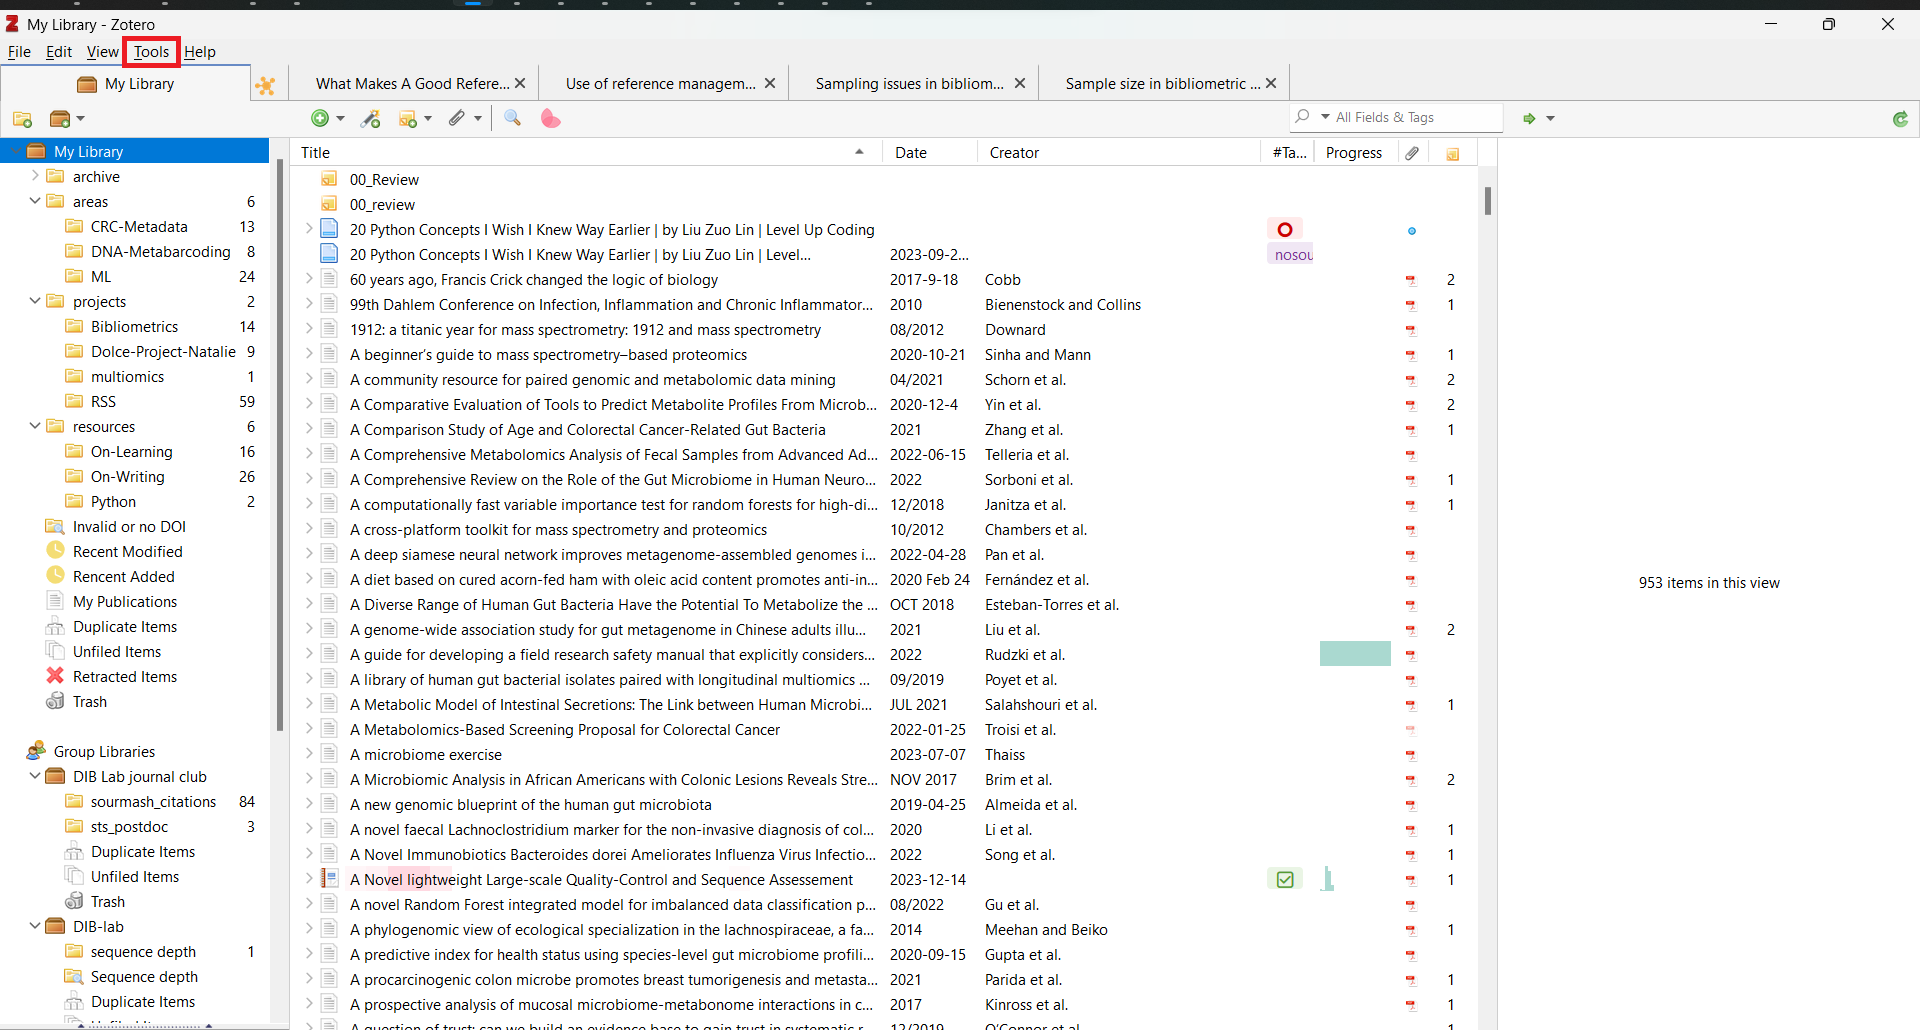 My Library - Zotero
File Edit View Tools Help
My Library
What Makes A Good Refere...
Use of reference managem...
Sampling issues in bibliom...
Sample size in bibliometric ...
All Fields & Tags
My Library
archive
areas 6
CRC-Metadata 13
DNA-Metabarcoding 8
ML 24
projects 2
Bibliometrics 14
Dolce-Project-Natalie 9
multiomics 1
RSS 59
resources 6
On-Learning 16
On-Writing 26
Python 2
Invalid or no DOI
Recent Modified
Rencent Added
My Publications
Duplicate Items
Unfiled Items
Retracted Items
Trash
Group Libraries
DIB Lab journal club
sourmash_citations 84
sts_postdoc 3
Duplicate Items
Unfiled Items
Trash
DIB-lab
sequence depth 1
Sequence depth
Duplicate Items
Unfiled Items
Title Date Creator #Ta... Progress
00_Review
00_review
20 Python Concepts I Wish I Knew Way Earlier | by Liu Zuo Lin | Level Up Coding
20 Python Concepts I Wish I Knew Way Earlier | by Liu Zuo Lin | Level... 2023-09-2... nosou
60 years ago, Francis Crick changed the logic of biology 2017-9-18 Cobb 2
99th Dahlem Conference on Infection, Inflammation and Chronic Inflammator... 2010 Bienenstock and Collins 1
1912: a titanic year for mass spectrometry: 1912 and mass spectrometry 08/2012 Downard
A beginner's guide to mass spectrometry–based proteomics 2020-10-21 Sinha and Mann 1
A community resource for paired genomic and metabolomic data mining 04/2021 Schorn et al. 2
A Comparative Evaluation of Tools to Predict Metabolite Profiles From Microb... 2020-12-4 Yin et al. 2
A Comparison Study of Age and Colorectal Cancer-Related Gut Bacteria 2021 Zhang et al. 1
A Comprehensive Metabolomics Analysis of Fecal Samples from Advanced Ad... 2022-06-15 Telleria et al.
A Comprehensive Review on the Role of the Gut Microbiome in Human Neuro... 2022 Sorboni et al. 1
A computationally fast variable importance test for random forests for high-di... 12/2018 Janitza et al. 1
A cross-platform toolkit for mass spectrometry and proteomics 10/2012 Chambers et al.
A deep siamese neural network improves metagenome-assembled genomes i... 2022-04-28 Pan et al.
A diet based on cured acorn-fed ham with oleic acid content promotes anti-in... 2020 Feb 24 Fernández et al.
A Diverse Range of Human Gut Bacteria Have the Potential To Metabolize the ... OCT 2018 Esteban-Torres et al.
A genome-wide association study for gut metagenome in Chinese adults illu... 2021 Liu et al. 2
A guide for developing a field research safety manual that explicitly considers... 2022 Rudzki et al.
A library of human gut bacterial isolates paired with longitudinal multiomics ... 09/2019 Poyet et al.
A Metabolic Model of Intestinal Secretions: The Link between Human Microbi... JUL 2021 Salahshouri et al. 1
A Metabolomics-Based Screening Proposal for Colorectal Cancer 2022-01-25 Troisi et al.
A microbiome exercise 2023-07-07 Thaiss
A Microbiomic Analysis in African Americans with Colonic Lesions Reveals Stre... NOV 2017 Brim et al. 2
A new genomic blueprint of the human gut microbiota 2019-04-25 Almeida et al.
A novel faecal Lachnoclostridium marker for the non-invasive diagnosis of col... 2020 Li et al. 1
A Novel Immunobiotics Bacteroides dorei Ameliorates Influenza Virus Infectio... 2022 Song et al. 1
A Novel lightweight Large-scale Quality-Control and Sequence Assessement 2023-12-14 1
A novel Random Forest integrated model for imbalanced data classification p... 08/2022 Gu et al.
A phylogenomic view of ecological specialization in the lachnospiraceae, a fa... 2014 Meehan and Beiko 1
A predictive index for health status using species-level gut microbiome profili... 2020-09-15 Gupta et al.
A procarcinogenic colon microbe promotes breast tumorigenesis and metasta... 2021 Parida et al. 1
A prospective analysis of mucosal microbiome-metabonome interactions in c... 2017 Kinross et al. 1
A question of trust: can we build an evidence base to gain trust in systematic r... 12/2019 O'Connor et al. 1
953 items in this view